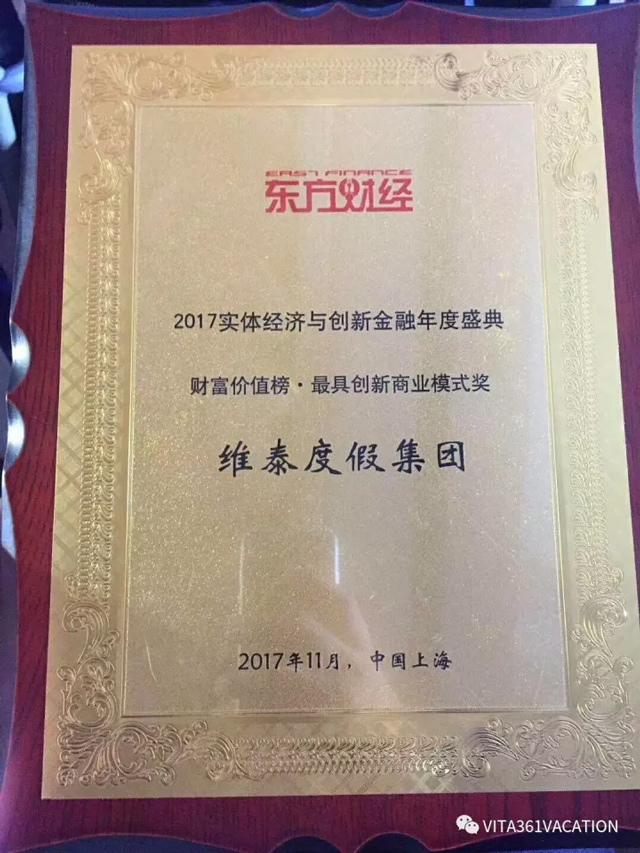 EAST FINANCE
东方财经
2017实体经济与创新金融年度盛典
财富价值榜·最具创新商业模式奖
维泰度假集团
2017年11月，中国上海
VITA361VACATION